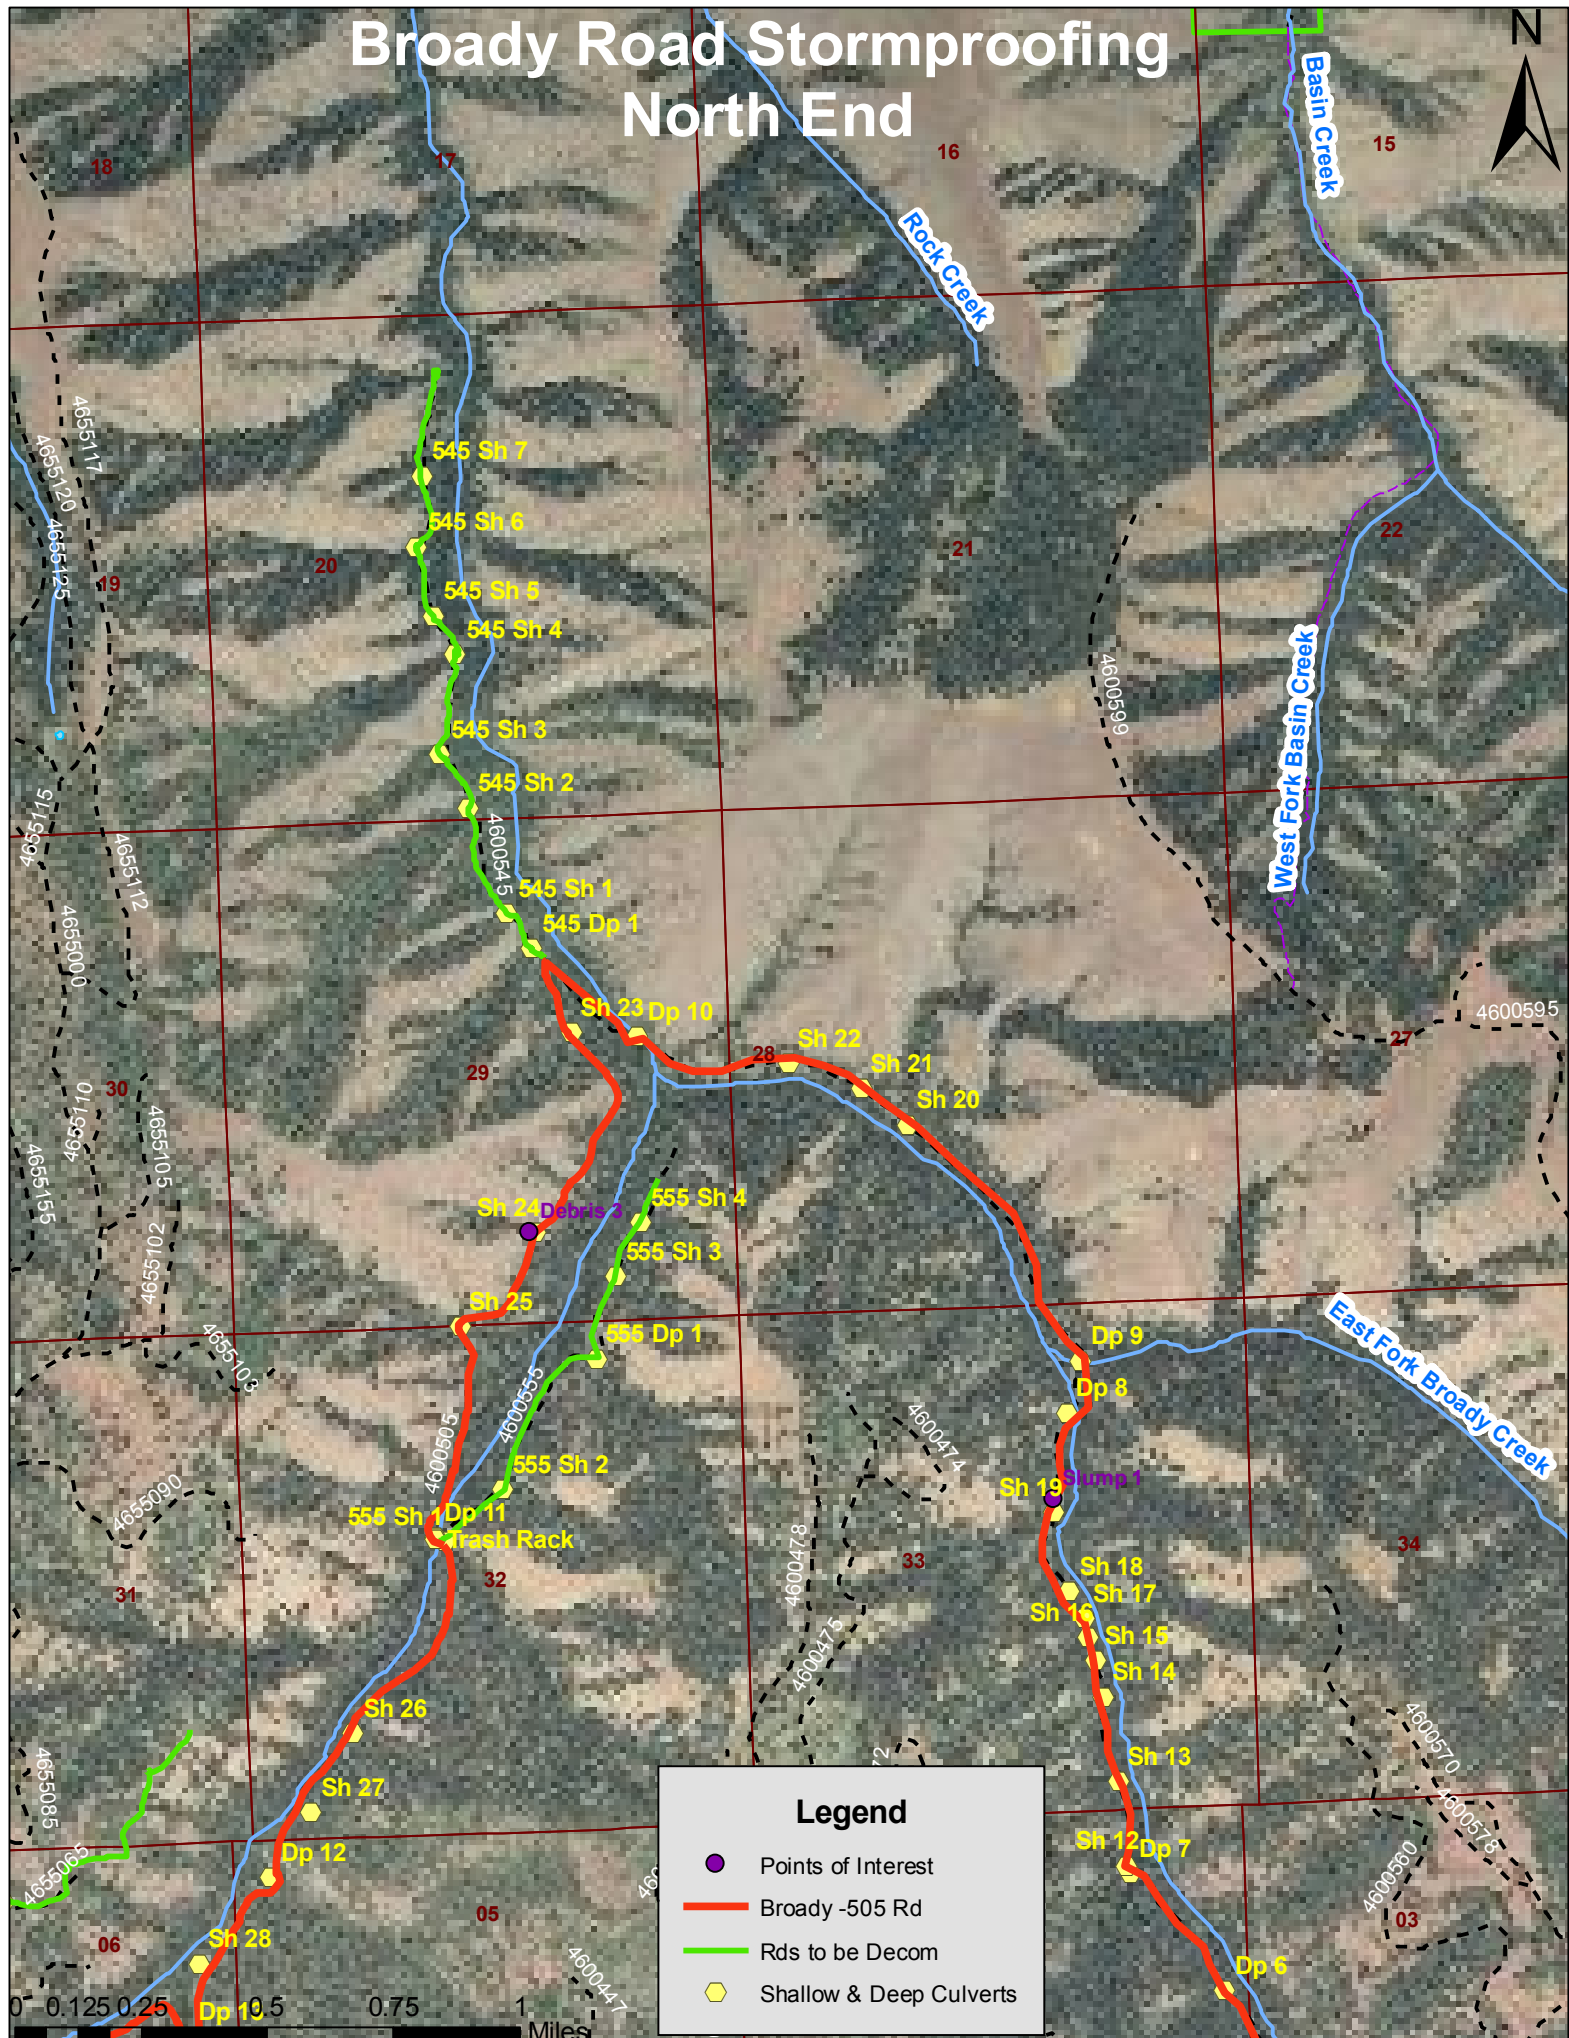 Broady Road Stormproofing
North End
N
Basin Creek
15
16
17
18
Rock Creek
545 Sh 7
4655117
4655120
545 Sh 6
4655125
19
20
21
22
545 Sh 5
545 Sh 4
4600599
West Fork Basin Creek
545 Sh 3
545 Sh 2
4655115
4655112
4600545
545 Sh 1
545 Dp 1
4655000
Sh 23
Dp 10
4600595
Sh 22
28
27
Sh 21
29
30
Sh 20
4655110
4655105
4655155
555 Sh 4
Sh 24
Debris 3
4655102
555 Sh 3
Sh 25
555 Dp 1
4655103
Dp 9
East Fork Broady Creek
Dp 8
4600555
4600505
4600474
555 Sh 2
Slump 1
Sh 19
4655090
555 Sh 1
Dp 11
Trash Rack
4600478
33
34
32
31
Sh 18
Sh 17
Sh 16
Sh 15
4600475
Sh 14
Sh 26
4600570
72
Sh 13
Sh 27
4655085
4600578
Sh 12
Dp 7
Dp 12
4655065
4600560
05
03
Sh 28
06
Dp 6
4600447
Dp 13
Legend
Points of Interest
Broady -505 Rd
Rds to be Decom
Shallow & Deep Culverts
0 0.125 0.25 0.5 0.75 1
Miles